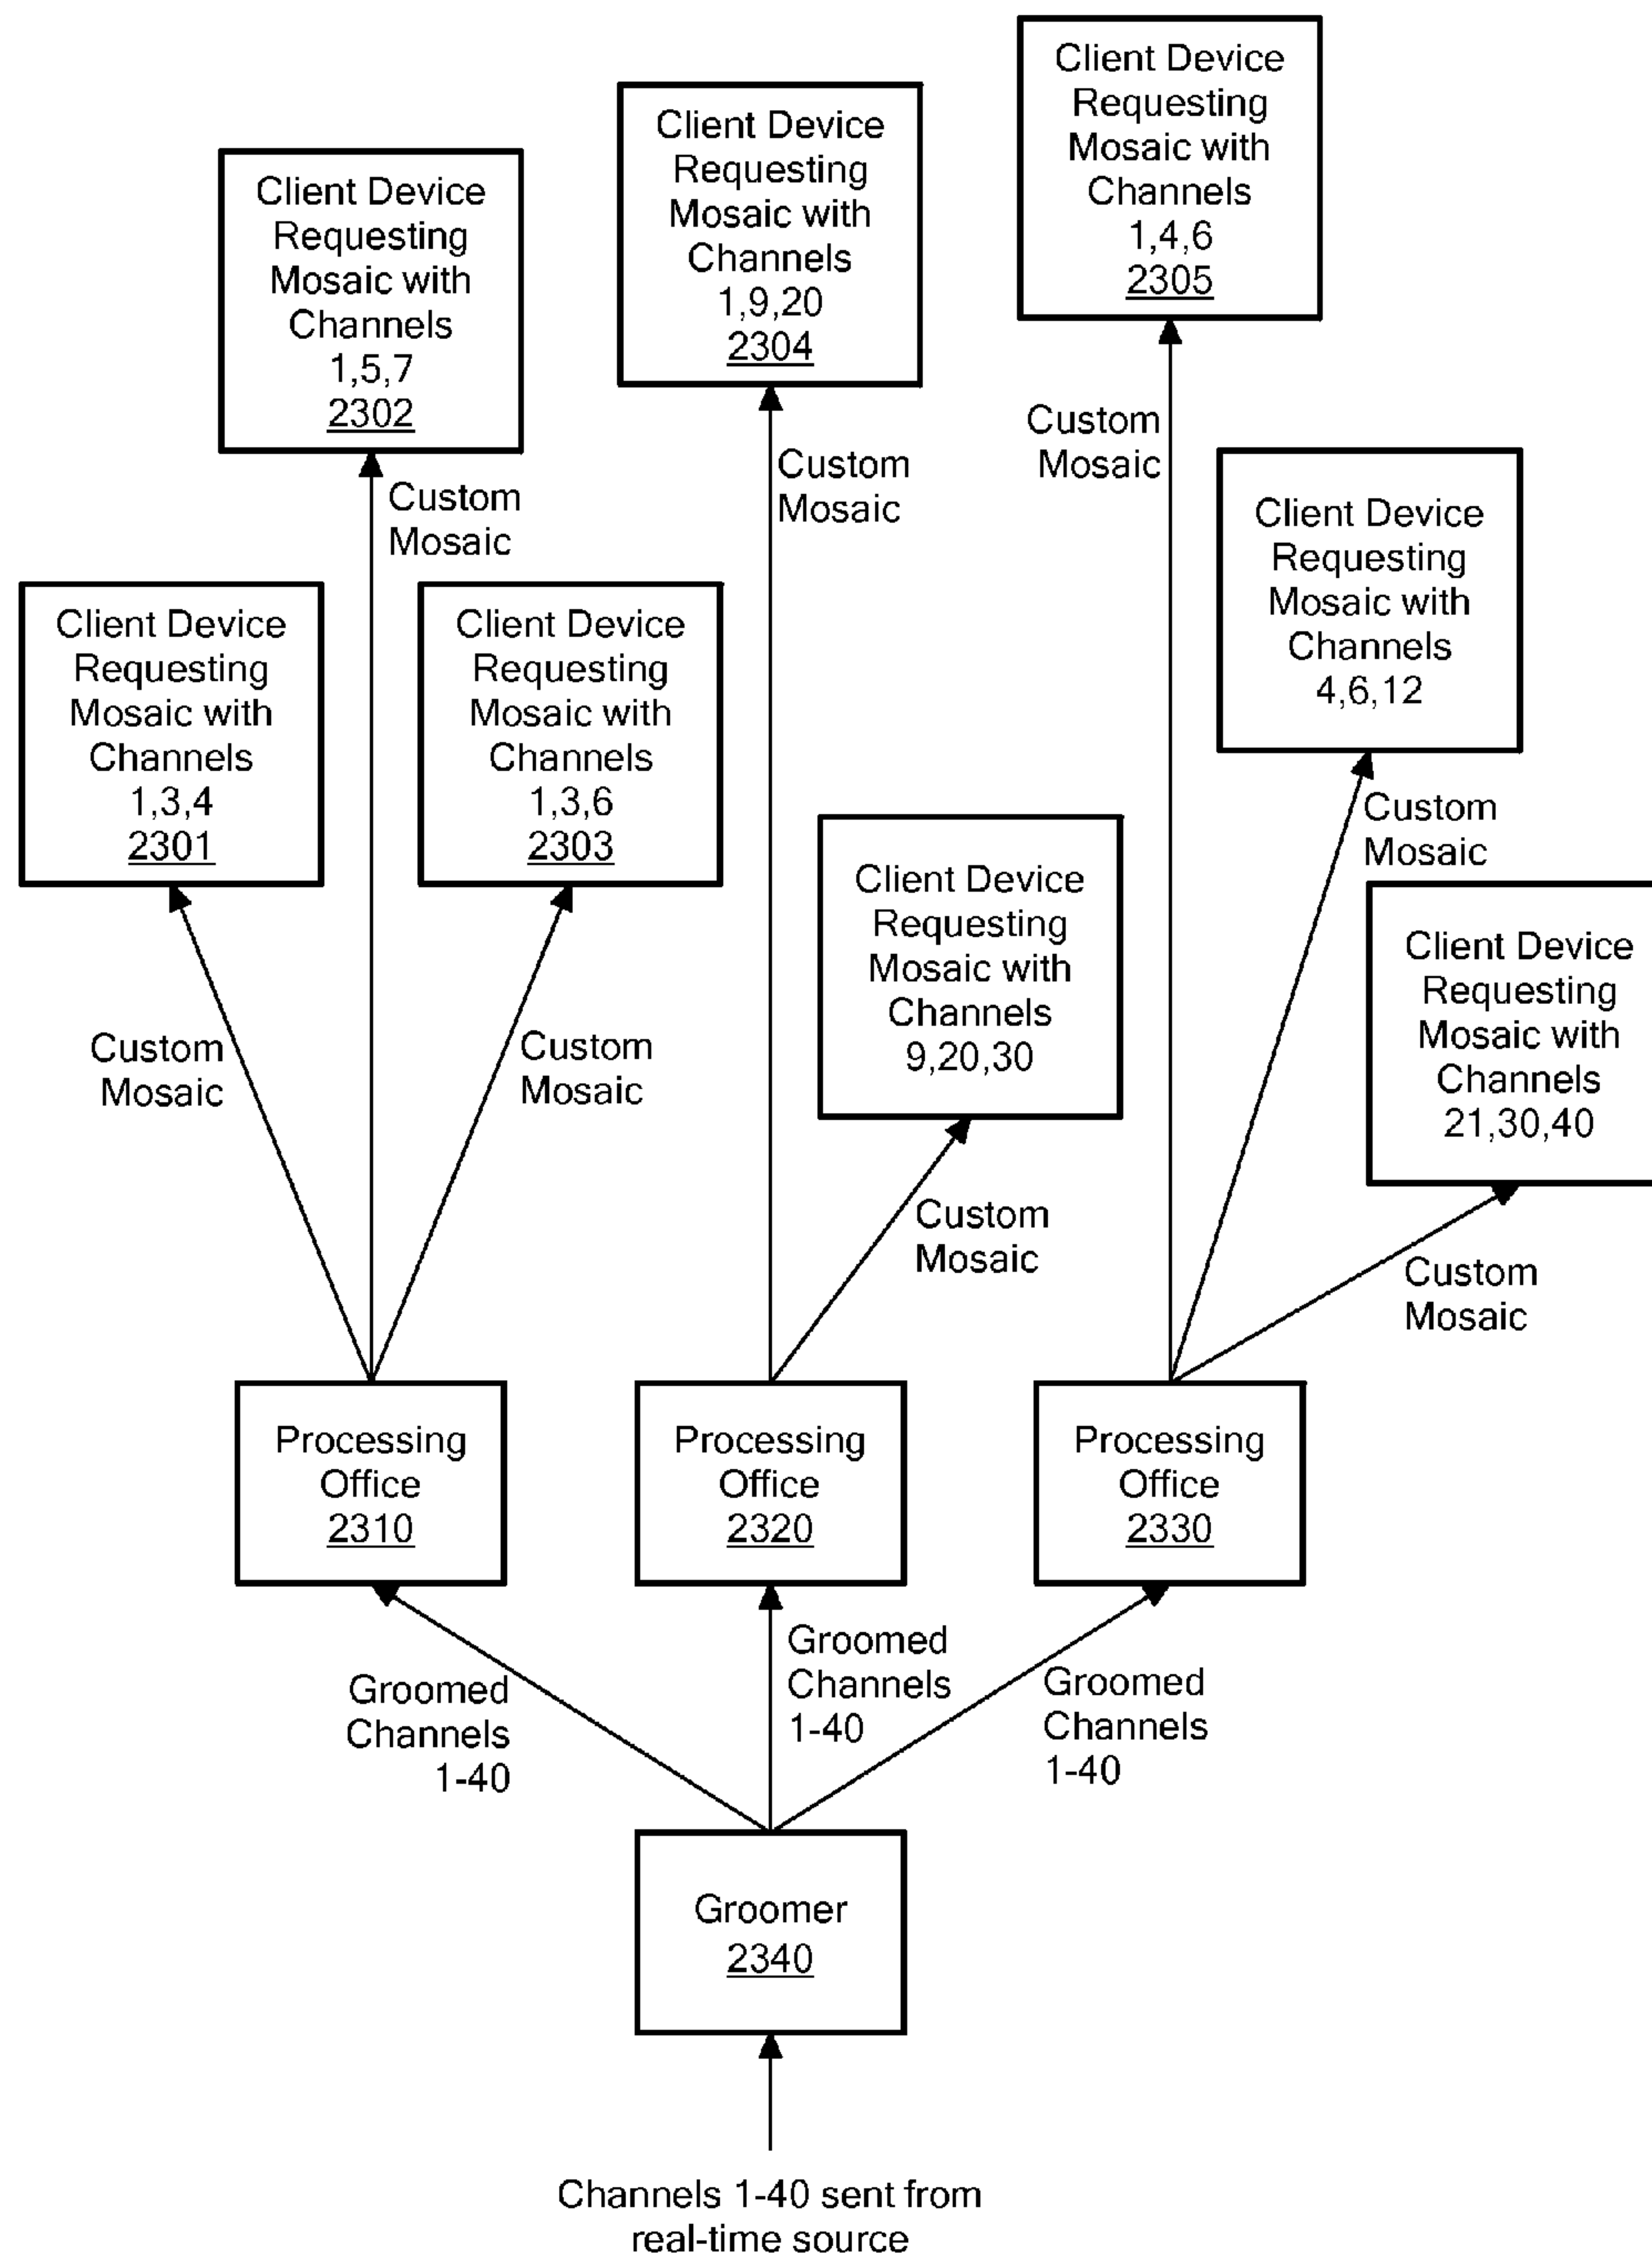 Client Device
Requesting
Mosaic with
Channels
1,4,6
2305
Client Device
Requesting
Mosaic with
Channels
1,9,20
2304
Client Device
Requesting
Mosaic with
Channels
1,5,7
2302
Custom
Mosaic
Custom
Mosaic
Custom
Mosaic
Client Device
Requesting
Mosaic with
Channels
4,6,12
Client Device
Requesting
Mosaic with
Channels
1,3,4
2301
Client Device
Requesting
Mosaic with
Channels
1,3,6
2303
Custom
Mosaic
Client Device
Requesting
Mosaic with
Channels
9,20,30
Client Device
Requesting
Mosaic with
Channels
21,30,40
Custom
Mosaic
Custom
Mosaic
Custom
Mosaic
Custom
Mosaic
Processing
Office
2310
Processing
Office
2320
Processing
Office
2330
Groomed
Channels
1-40
Groomed
Channels
1-40
Groomed
Channels
1-40
Groomer
2340
Channels 1-40 sent from
real-time source